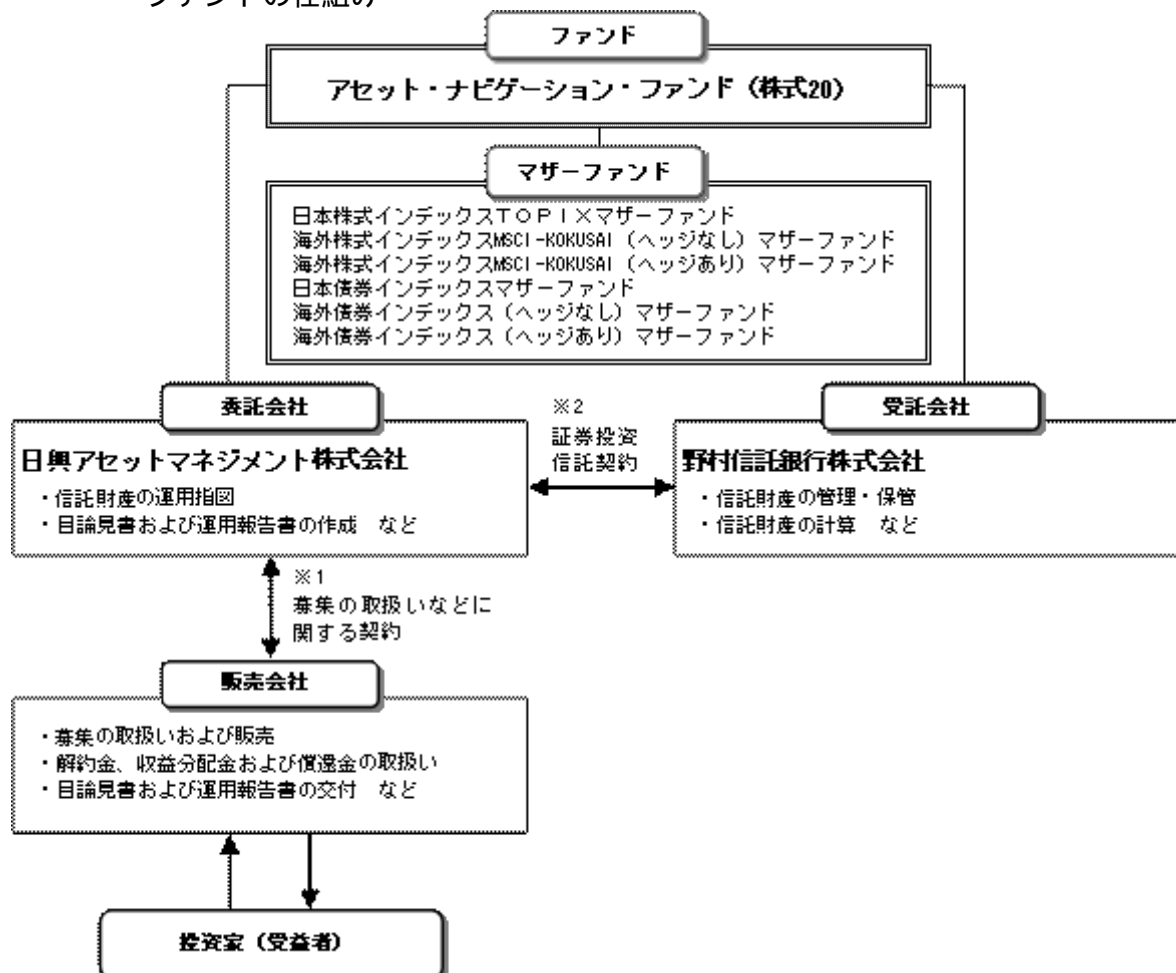 ファンドの仕組み
ファンド
アセット・ナビゲーション・ファンド（株式20）
マザーファンド
日本株式インデックスＴＯＰＩＸマザーファンド
海外株式インデックスMSCI-KOKUSAI（ヘッジなし）マザーファンド
海外株式インデックスMSCI-KOKUSAI（ヘッジあり）マザーファンド
日本債券インデックスマザーファンド
海外債券インデックス（ヘッジなし）マザーファンド
海外債券インデックス（ヘッジあり）マザーファンド
委託会社
日興アセットマネジメント株式会社
・信託財産の運用指図
・目論見書および運用報告書の作成　など
※2
証券投資
信託契約
受託会社
野村信託銀行株式会社
・信託財産の管理・保管
・信託財産の計算　など
※1
募集の取扱いなどに
関する契約
販売会社
・募集の取扱いおよび販売
・解約金、収益分配金および償還金の取扱い
・目論見書および運用報告書の交付　など
投資家（受益者）